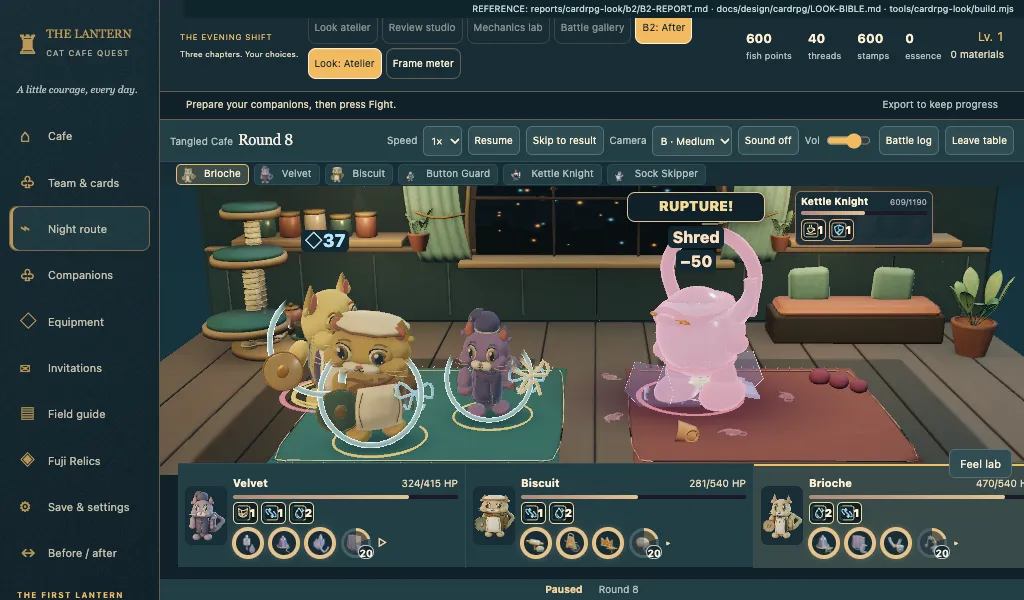 REFERENCE: reports/cardrpg-look/b2/B2-REPORT.md · docs/design/cardrpg/LOOK-BIBLE.md · tools/cardrpg-look/build.mjs
THE LANTERN
CAT CAFE QUEST
A little courage, every day.
Cafe
Team & cards
Night route
Companions
Equipment
Invitations
Field guide
Fuji Relics
Save & settings
Before / after
THE FIRST LANTERN
THE EVENING SHIFT
Three chapters. Your choices.
Look atelier
Review studio
Mechanics lab
Battle gallery
B2: After
Look: Atelier
Frame meter
600
fish points
40
threads
600
stamps
0
essence
Lv. 1
0 materials
Prepare your companions, then press Fight.
Export to keep progress
Tangled Cafe Round 8
Speed
1x
Resume
Skip to result
Camera
B · Medium
Sound off
Vol
Battle log
Leave table
Brioche
Velvet
Biscuit
Button Guard
Kettle Knight
Sock Skipper
RUPTURE!
Kettle Knight 609/1190
1
1
37
Shred
−50
Feel lab
Velvet 324/415 HP
1 1 2
20
Biscuit 281/540 HP
1 2
20
Brioche 470/540 H
2 1
20
Paused Round 8